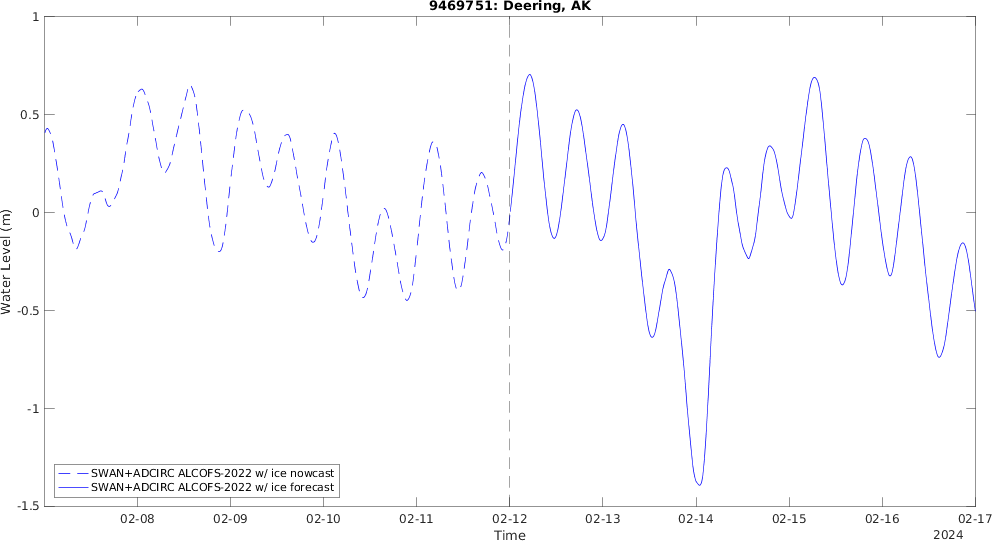 9469751: Deering, AK
Water Level (m)
1
0.5
0
-0.5
-1
-1.5
SWAN+ADCIRC ALCOFS-2022 w/ ice nowcast
SWAN+ADCIRC ALCOFS-2022 w/ ice forecast
02-08 02-09 02-10 02-11 02-12 02-13 02-14 02-15 02-16 02-17
Time
2024